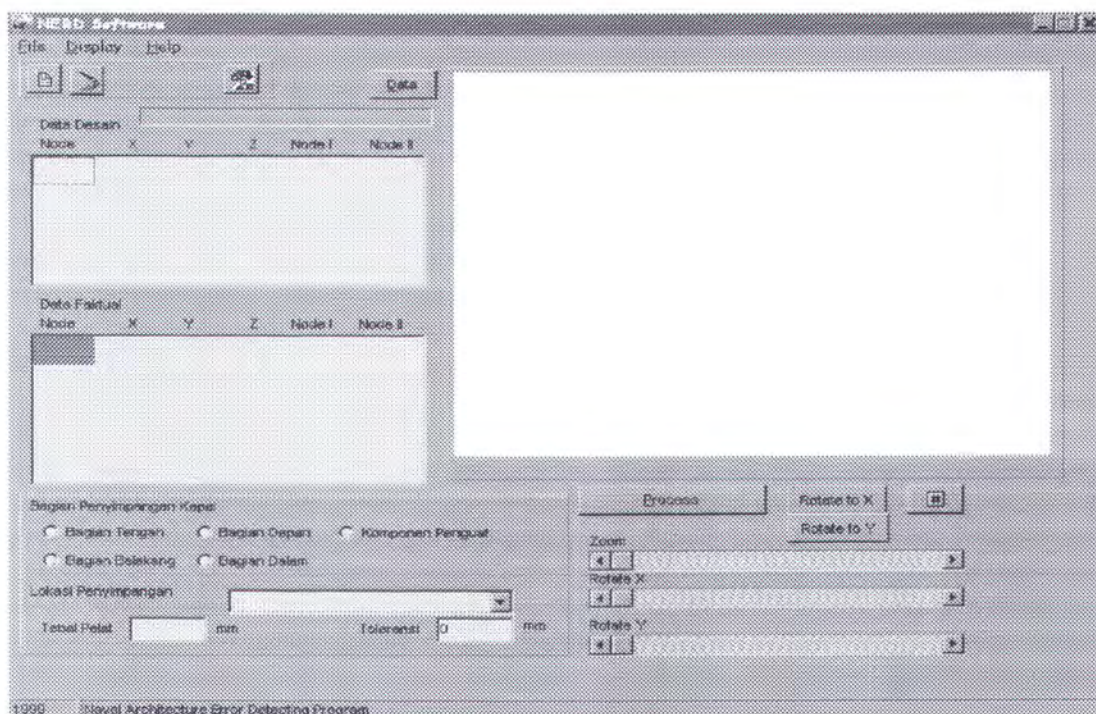 NERD Software
File Display Help
Data
Data Desain
Node X Y Z Node I Node II
Data Faktual
Node X Y Z Node I Node II
Bagian Penyimpangan Kapal
Bagian Tengah Bagian Depan Komponen Penguat
Bagian Belakang Bagian Dalam
Lokasi Penyimpangan
Tebal Pelat mm Toleransi 0 mm
Process Rotate to X
Rotate to Y
Zoom
Rotate X
Rotate Y
1999 Naval Architecture Error Detecting Program